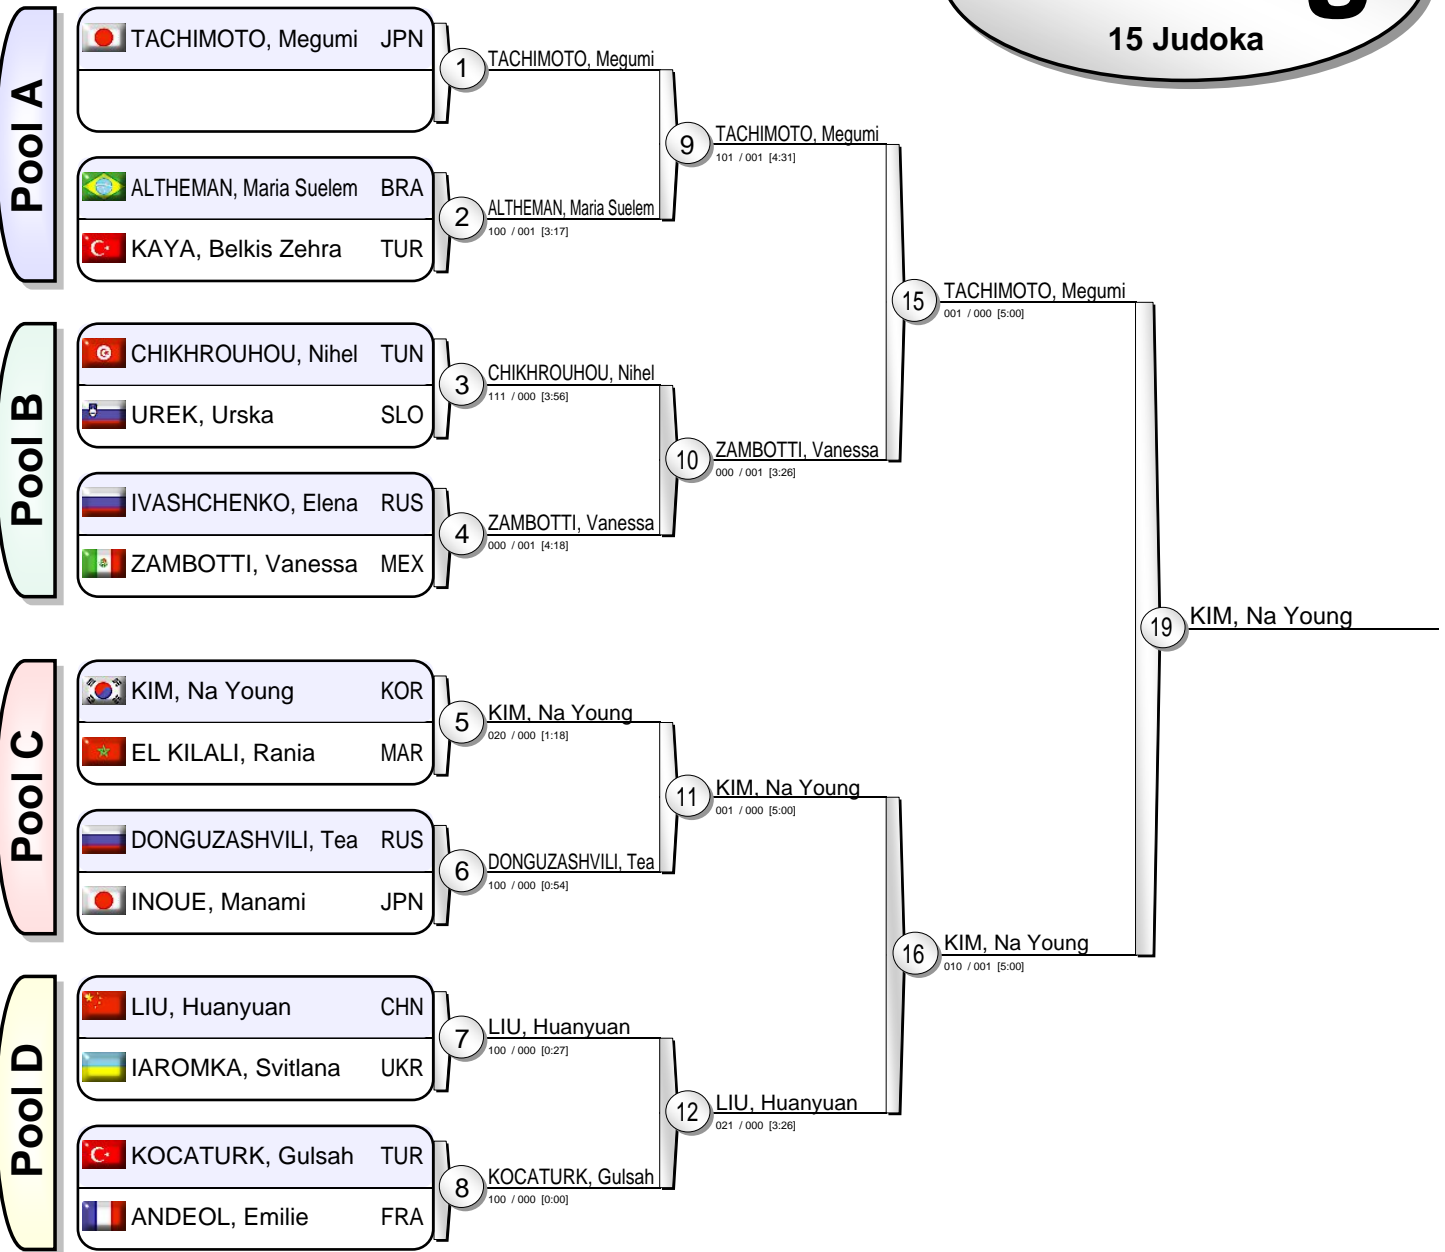 15 Judoka
Pool A
TACHIMOTO, Megumi JPN
ALTHEMAN, Maria Suelem BRA
KAYA, Belkis Zehra TUR
Pool B
CHIKHROUHOU, Nihel TUN
UREK, Urska SLO
IVASHCHENKO, Elena RUS
ZAMBOTTI, Vanessa MEX
Pool C
KIM, Na Young KOR
EL KILALI, Rania MAR
DONGUZASHVILI, Tea RUS
INOUE, Manami JPN
Pool D
LIU, Huanyuan CHN
IAROMKA, Svitlana UKR
KOCATURK, Gulsah TUR
ANDEOL, Emilie FRA
1 TACHIMOTO, Megumi
2 ALTHEMAN, Maria Suelem
100 / 001 [3:17]
3 CHIKHROUHOU, Nihel
111 / 000 [3:56]
4 ZAMBOTTI, Vanessa
000 / 001 [4:18]
5 KIM, Na Young
020 / 000 [1:18]
6 DONGUZASHVILI, Tea
100 / 000 [0:54]
7 LIU, Huanyuan
100 / 000 [0:27]
8 KOCATURK, Gulsah
100 / 000 [0:00]
9 TACHIMOTO, Megumi
101 / 001 [4:31]
10 ZAMBOTTI, Vanessa
000 / 001 [3:26]
11 KIM, Na Young
001 / 000 [5:00]
12 LIU, Huanyuan
021 / 000 [3:26]
15 TACHIMOTO, Megumi
001 / 000 [5:00]
16 KIM, Na Young
010 / 001 [5:00]
19 KIM, Na Young